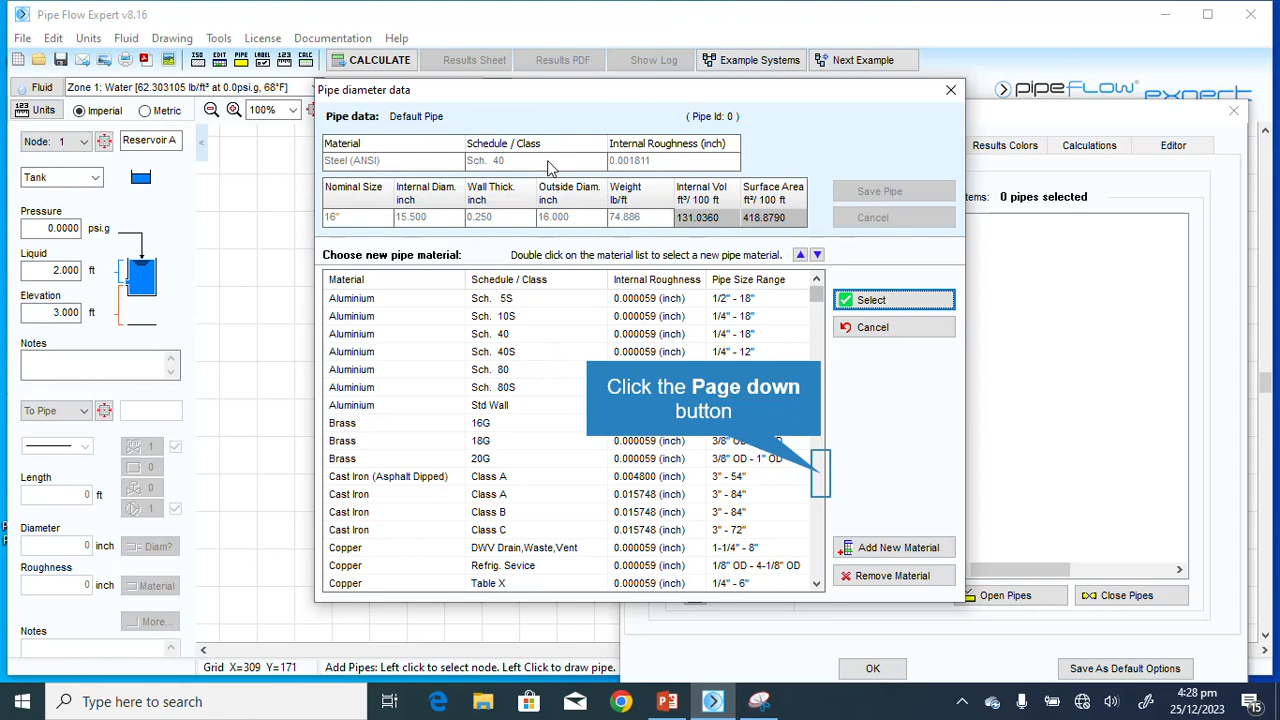 Pipe Flow Expert v8.16
File Edit Units Fluid Drawing Tools License Documentation Help
CALCULATE Results Sheet Results PDF Show Log Example Systems Next Example
Fluid Zone 1: Water [62.303105 lb/ft³ at 0.0psi.g, 68°F]
pipeFLOW expert
Units Imperial Metric 100%
Node: 1 Reservoir A
Tank
Pressure
0.0000 psi.g
Liquid
2.000 ft
Elevation
3.000 ft
Notes
To Pipe
1
0
0
1
Length
0 ft
Diameter
0 inch Diam?
Roughness
0 inch Material
More...
Notes
Pipe diameter data
Pipe data: Default Pipe ( Pipe Id: 0 )
Material Schedule / Class Internal Roughness (inch)
Steel (ANSI) Sch. 40 0.001811
Nominal Size Internal Diam. inch Wall Thick. inch Outside Diam. inch Weight lb/ft Internal Vol ft³/ 100 ft Surface Area ft²/ 100 ft
16" 15.500 0.250 16.000 74.886 131.0360 418.8790
Save Pipe
Cancel
Choose new pipe material: Double click on the material list to select a new pipe material.
Material Schedule / Class Internal Roughness Pipe Size Range
Aluminium Sch. 5S 0.000059 (inch) 1/2" - 18"
Aluminium Sch. 10S 0.000059 (inch) 1/4" - 18"
Aluminium Sch. 40 0.000059 (inch) 1/4" - 18"
Aluminium Sch. 40S 0.000059 (inch) 1/4" - 12"
Aluminium Sch. 80
Aluminium Sch. 80S
Aluminium Std Wall
Brass 16G
Brass 18G 0.000059 (inch) 3/8" OD
Brass 20G 0.000059 (inch) 3/8" OD - 1" OD
Cast Iron (Asphalt Dipped) Class A 0.004800 (inch) 3" - 54"
Cast Iron Class A 0.015748 (inch) 3" - 84"
Cast Iron Class B 0.015748 (inch) 3" - 84"
Cast Iron Class C 0.015748 (inch) 3" - 72"
Copper DWV Drain,Waste,Vent 0.000059 (inch) 1-1/4" - 8"
Copper Refrig. Sevice 0.000059 (inch) 1/8" OD - 4-1/8" OD
Copper Table X 0.000059 (inch) 1/4" - 6"
Select
Cancel
Add New Material
Remove Material
Click the Page down
button
Results Colors Calculations Editor
tems: 0 pipes selected
Open Pipes Close Pipes
OK Save As Default Options
Grid X=309 Y=171 Add Pipes: Left click to select node. Left Click to draw pipe.
Type here to search
4:28 pm
25/12/2023
15